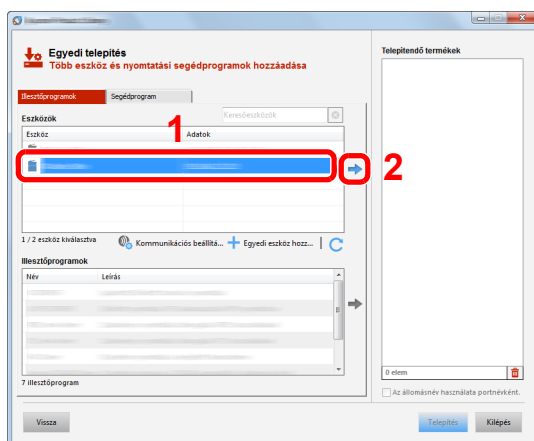 Egyedi telepítés
Több eszköz és nyomtatási segédprogramok hozzáadása
Illesztőprogramok
Segédprogram
Eszközök
Keresőeszközök
Eszköz
Adatok
1
2
1 / 2 eszköz kiválasztva
Kommunikációs beállítá...
Egyedi eszköz hozz...
Illesztőprogramok
Név
Leírás
7 illesztőprogram
Telepítendő termékek
0 elem
Az állomásnév használata portnévként.
Vissza
Telepítés
Kilépés